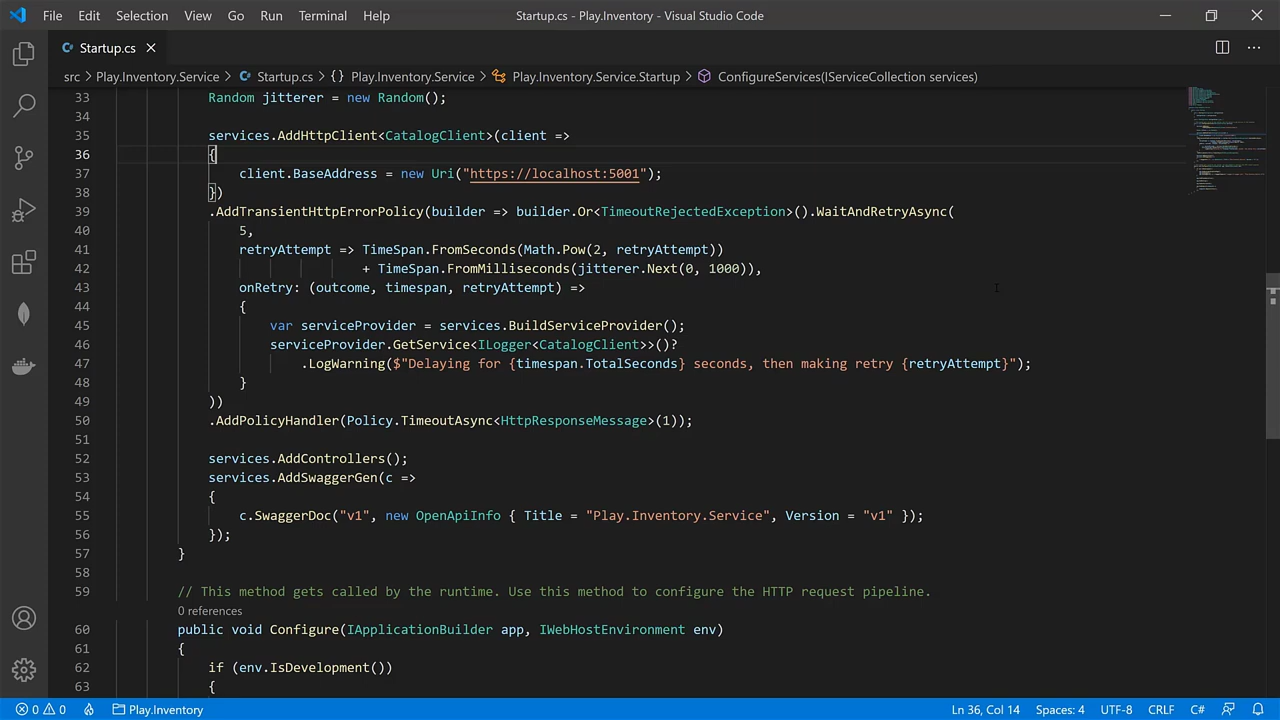 File Edit Selection View Go Run Terminal Help Startup.cs - Play.Inventory - Visual Studio Code
Startup.cs
src > Play.Inventory.Service > Startup.cs > {} Play.Inventory.Service > Play.Inventory.Service.Startup > ConfigureServices(IServiceCollection services)
33 Random jitterer = new Random();
34
35 services.AddHttpClient<CatalogClient>(client =>
36 {
37 client.BaseAddress = new Uri("https://localhost:5001");
38 })
39 .AddTransientHttpErrorPolicy(builder => builder.Or<TimeoutRejectedException>().WaitAndRetryAsync(
40 5,
41 retryAttempt => TimeSpan.FromSeconds(Math.Pow(2, retryAttempt))
42 + TimeSpan.FromMilliseconds(jitterer.Next(0, 1000)),
43 onRetry: (outcome, timespan, retryAttempt) =>
44 {
45 var serviceProvider = services.BuildServiceProvider();
46 serviceProvider.GetService<ILogger<CatalogClient>>()?
47 .LogWarning($"Delaying for {timespan.TotalSeconds} seconds, then making retry {retryAttempt}");
48 }
49 ))
50 .AddPolicyHandler(Policy.TimeoutAsync<HttpResponseMessage>(1));
51
52 services.AddControllers();
53 services.AddSwaggerGen(c =>
54 {
55 c.SwaggerDoc("v1", new OpenApiInfo { Title = "Play.Inventory.Service", Version = "v1" });
56 });
57 }
58
59 // This method gets called by the runtime. Use this method to configure the HTTP request pipeline.
0 references
60 public void Configure(IApplicationBuilder app, IWebHostEnvironment env)
61 {
62 if (env.IsDevelopment())
63 {
0 0 Play.Inventory Ln 36, Col 14 Spaces: 4 UTF-8 CRLF C#